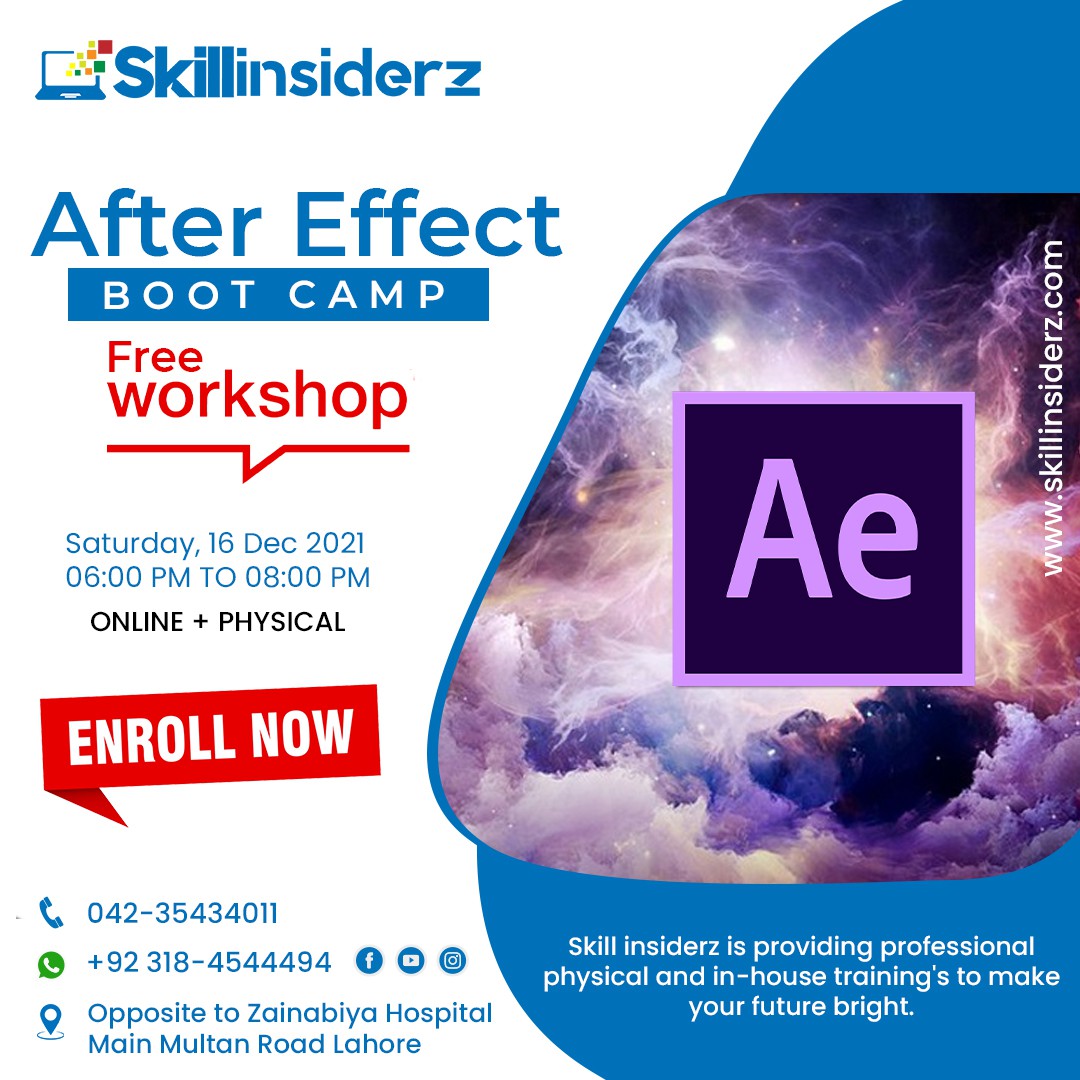 Skillinsiderz
After Effect
BOOT CAMP
Free
workshop
Saturday, 16 Dec 2021
06:00 PM TO 08:00 PM
ONLINE + PHYSICAL
ENROLL NOW
Ae
www.skillinsiderz.com
042-35434011
+92 318-4544494
Opposite to Zainabiya Hospital
Main Multan Road Lahore
Skill insiderz is providing professional
physical and in-house training's to make
your future bright.